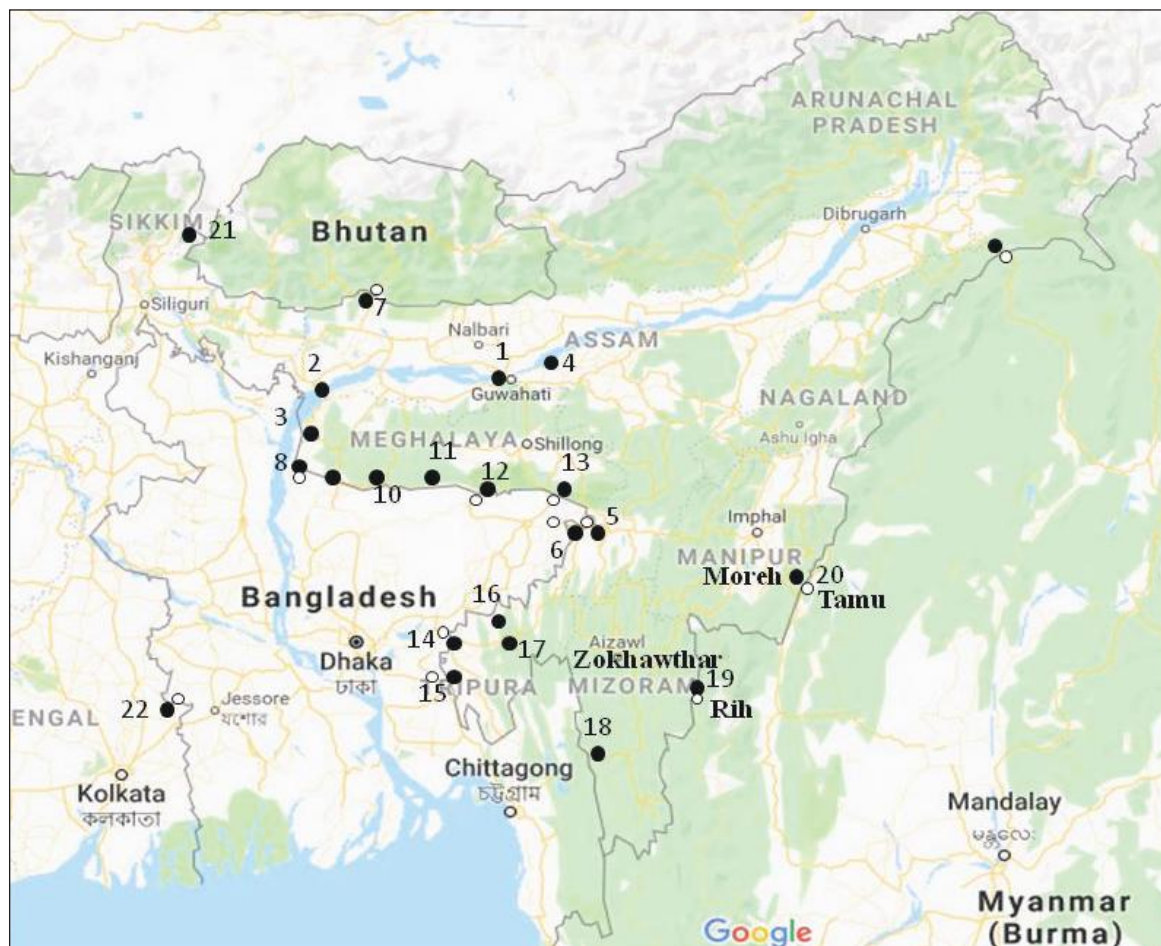 ARUNACHAL
PRADESH
SIKKIM
21
Bhutan
Dibrugarh
Siliguri
7
Nalbari
ASSAM
Kishanganj
2
1
4
Guwahati
NAGALAND
3
MEGHALAYA
Shillong
Ashu Igha
8
10
11
12
13
5
Imphal
6
MANIPUR
Moreh
20
Tamu
Bangladesh
16
14
17
Aizawl
Dhaka
ঢাকা
Zokhawthar
15
TRIPURA
MIZORAM
19
Rih
ENGAL
22
Jessore
যশোর
18
Chittagong
চট্টগ্রাম
Kolkata
কলকাতা
Mandalay
မန္တလေး
Myanmar
(Burma)
Google